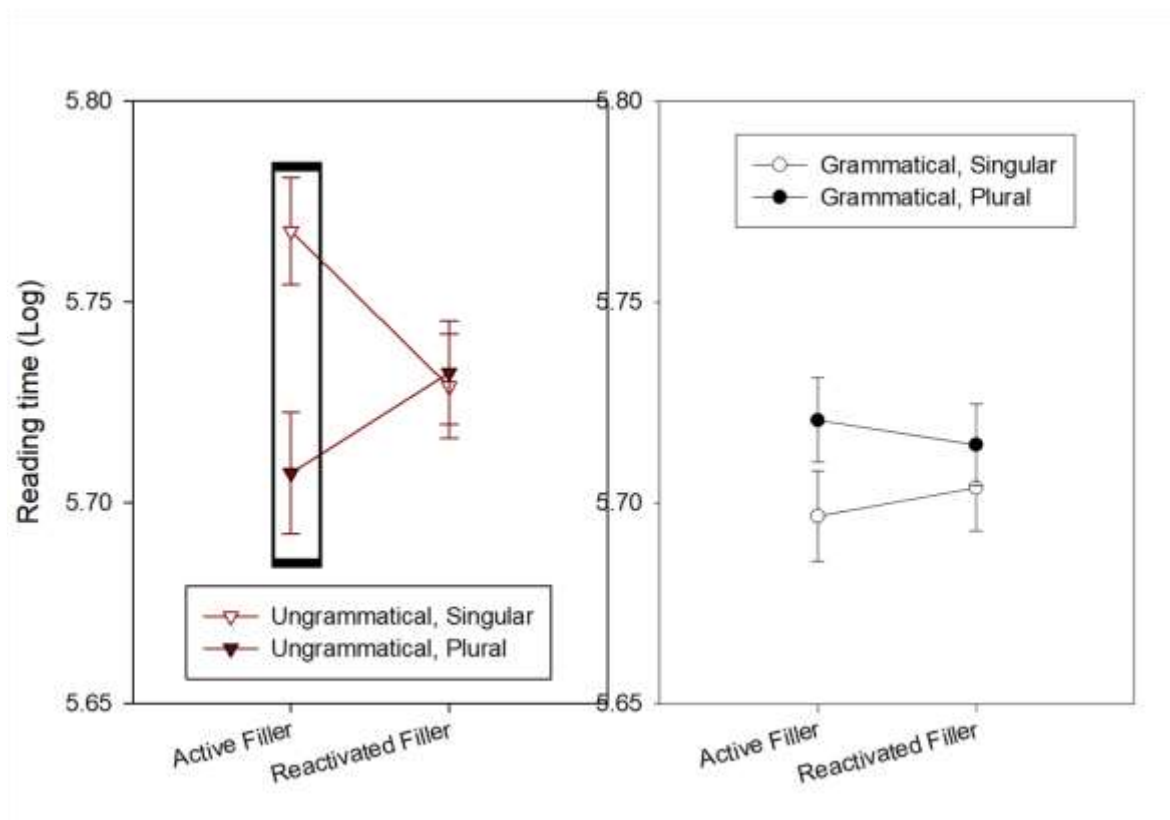 5.80
5.75
5.70
5.65
Reading time (Log)
Ungrammatical, Singular
Ungrammatical, Plural
Active Filler
Reactivated Filler
5.80
5.75
5.70
5.65
Grammatical, Singular
Grammatical, Plural
Active Filler
Reactivated Filler